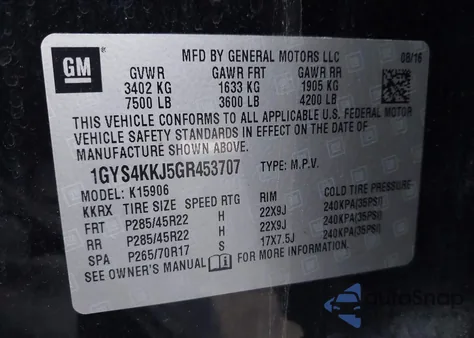 GM
MFD BY GENERAL MOTORS LLC 08/16
GVWR GAWR FRT GAWR RR
3402 KG 1633 KG 1905 KG
7500 LB 3600 LB 4200 LB
THIS VEHICLE CONFORMS TO ALL APPLICABLE U.S. FEDERAL MOTOR
VEHICLE SAFETY STANDARDS IN EFFECT ON THE DATE OF
MANUFACTURE SHOWN ABOVE.
1GYS4KKJ5GR453707 TYPE: M.P.V.
MODEL: K15906
KKRX TIRE SIZE SPEED RTG RIM COLD TIRE PRESSURE
FRT P285/45R22 H 22X9J 240KPA(35PSI)
RR P285/45R22 H 22X9J 240KPA(35PSI)
SPA P265/70R17 S 17X7.5J 240KPA(35PSI)
SEE OWNER'S MANUAL FOR MORE INFORMATION.
AutoSnap